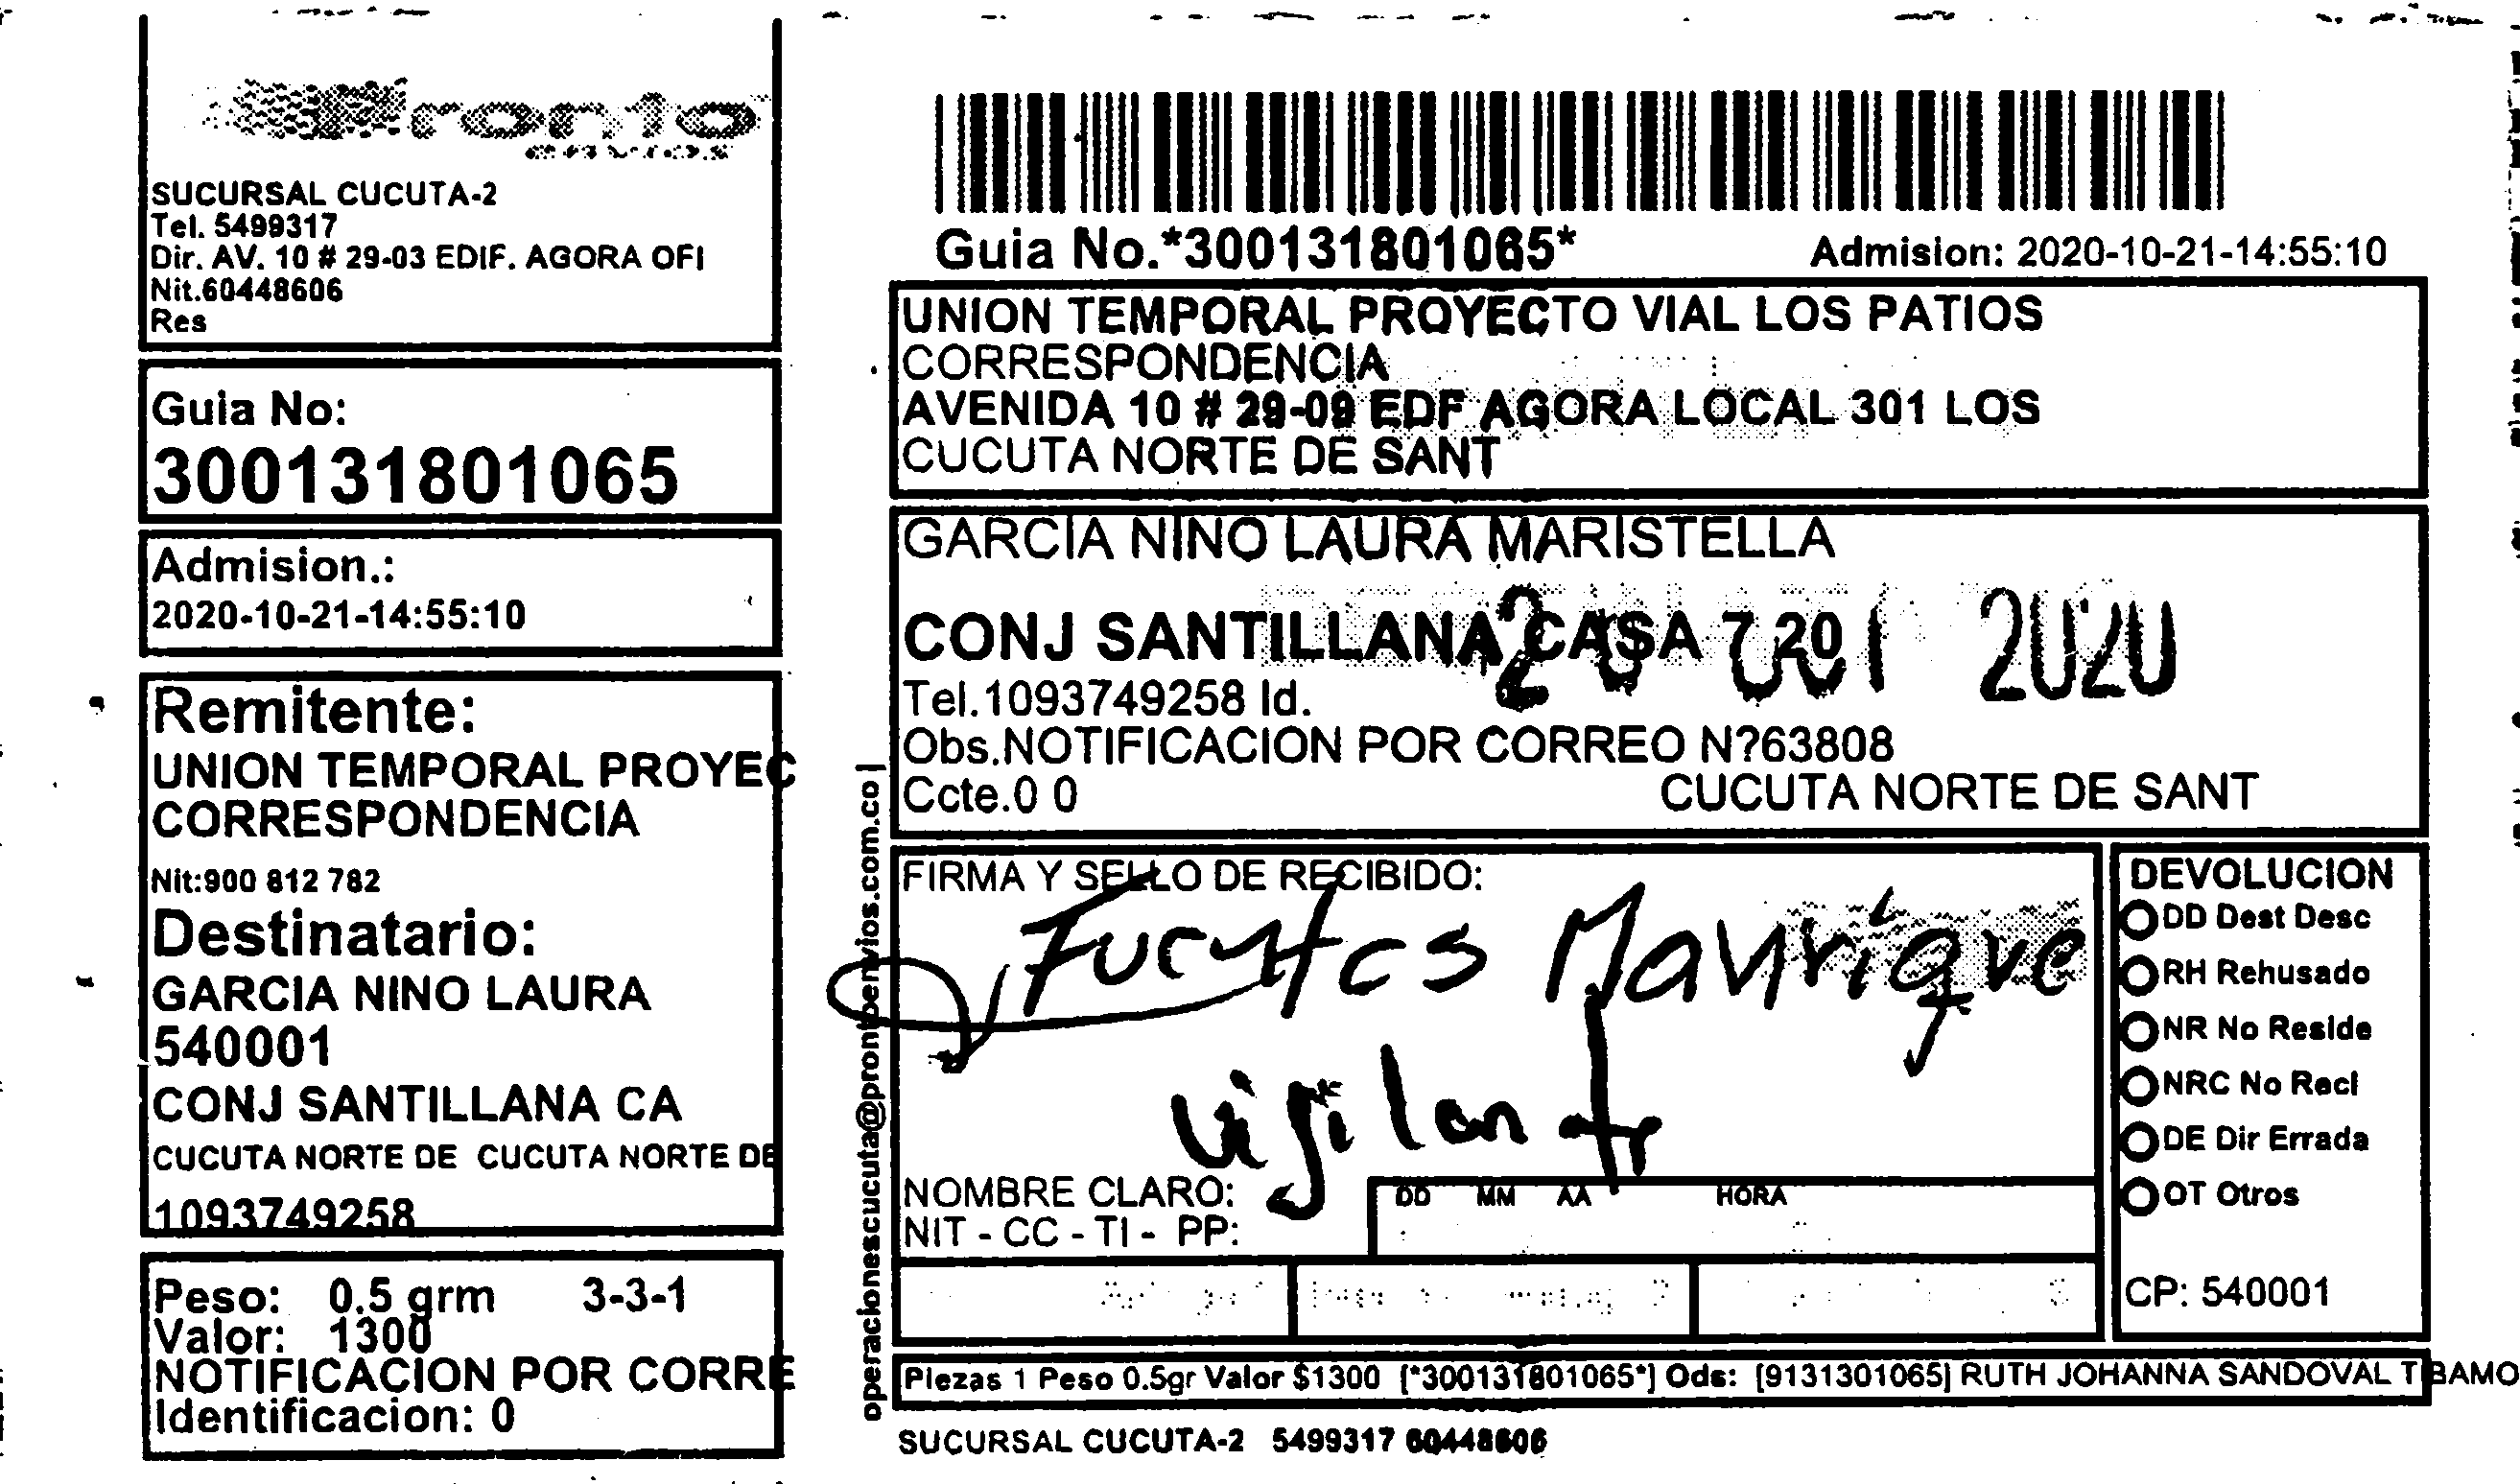 Pronto
envios
SUCURSAL CUCUTA-2
Tel. 5499317
Dir. AV. 10 # 29-03 EDIF. AGORA OFI
Nit.60448606
Res
Guia No:
300131801065
Admision.:
2020-10-21-14:55:10
Remitente:
UNION TEMPORAL PROYEC
CORRESPONDENCIA
Nit:900 812 782
Destinatario:
GARCIA NINO LAURA
540001
CONJ SANTILLANA CA
CUCUTA NORTE DE CUCUTA NORTE DE
1093749258
Peso: 0.5 grm 3-3-1
Valor: 1300
NOTIFICACION POR CORRE
Identificacion: 0
operacionescucuta@prontoenvios.com.co
Guia No.*300131801065*
Admision: 2020-10-21-14:55:10
UNION TEMPORAL PROYECTO VIAL LOS PATIOS
CORRESPONDENCIA
AVENIDA 10 # 29-09 EDF AGORA LOCAL 301 LOS
CUCUTA NORTE DE SANT
GARCIA NINO LAURA MARISTELLA
CONJ SANTILLANA CASA 7 20
OCT 2020
Tel.1093749258 Id.
Obs.NOTIFICACION POR CORREO N?63808
Ccte.0 0
CUCUTA NORTE DE SANT
FIRMA Y SELLO DE RECIBIDO:
Fuentes Manrique
vigilante
NOMBRE CLARO:
NIT - CC - TI - PP:
DD MM AA HORA
DEVOLUCION
DD Dest Desc
RH Rehusado
NR No Reside
NRC No Recl
DE Dir Errada
OT Otros
CP: 540001
Piezas 1 Peso 0.5gr Valor $1300 [*300131801065*] Ods: [9131301065] RUTH JOHANNA SANDOVAL TIBAMO
SUCURSAL CUCUTA-2 5499317 60448606